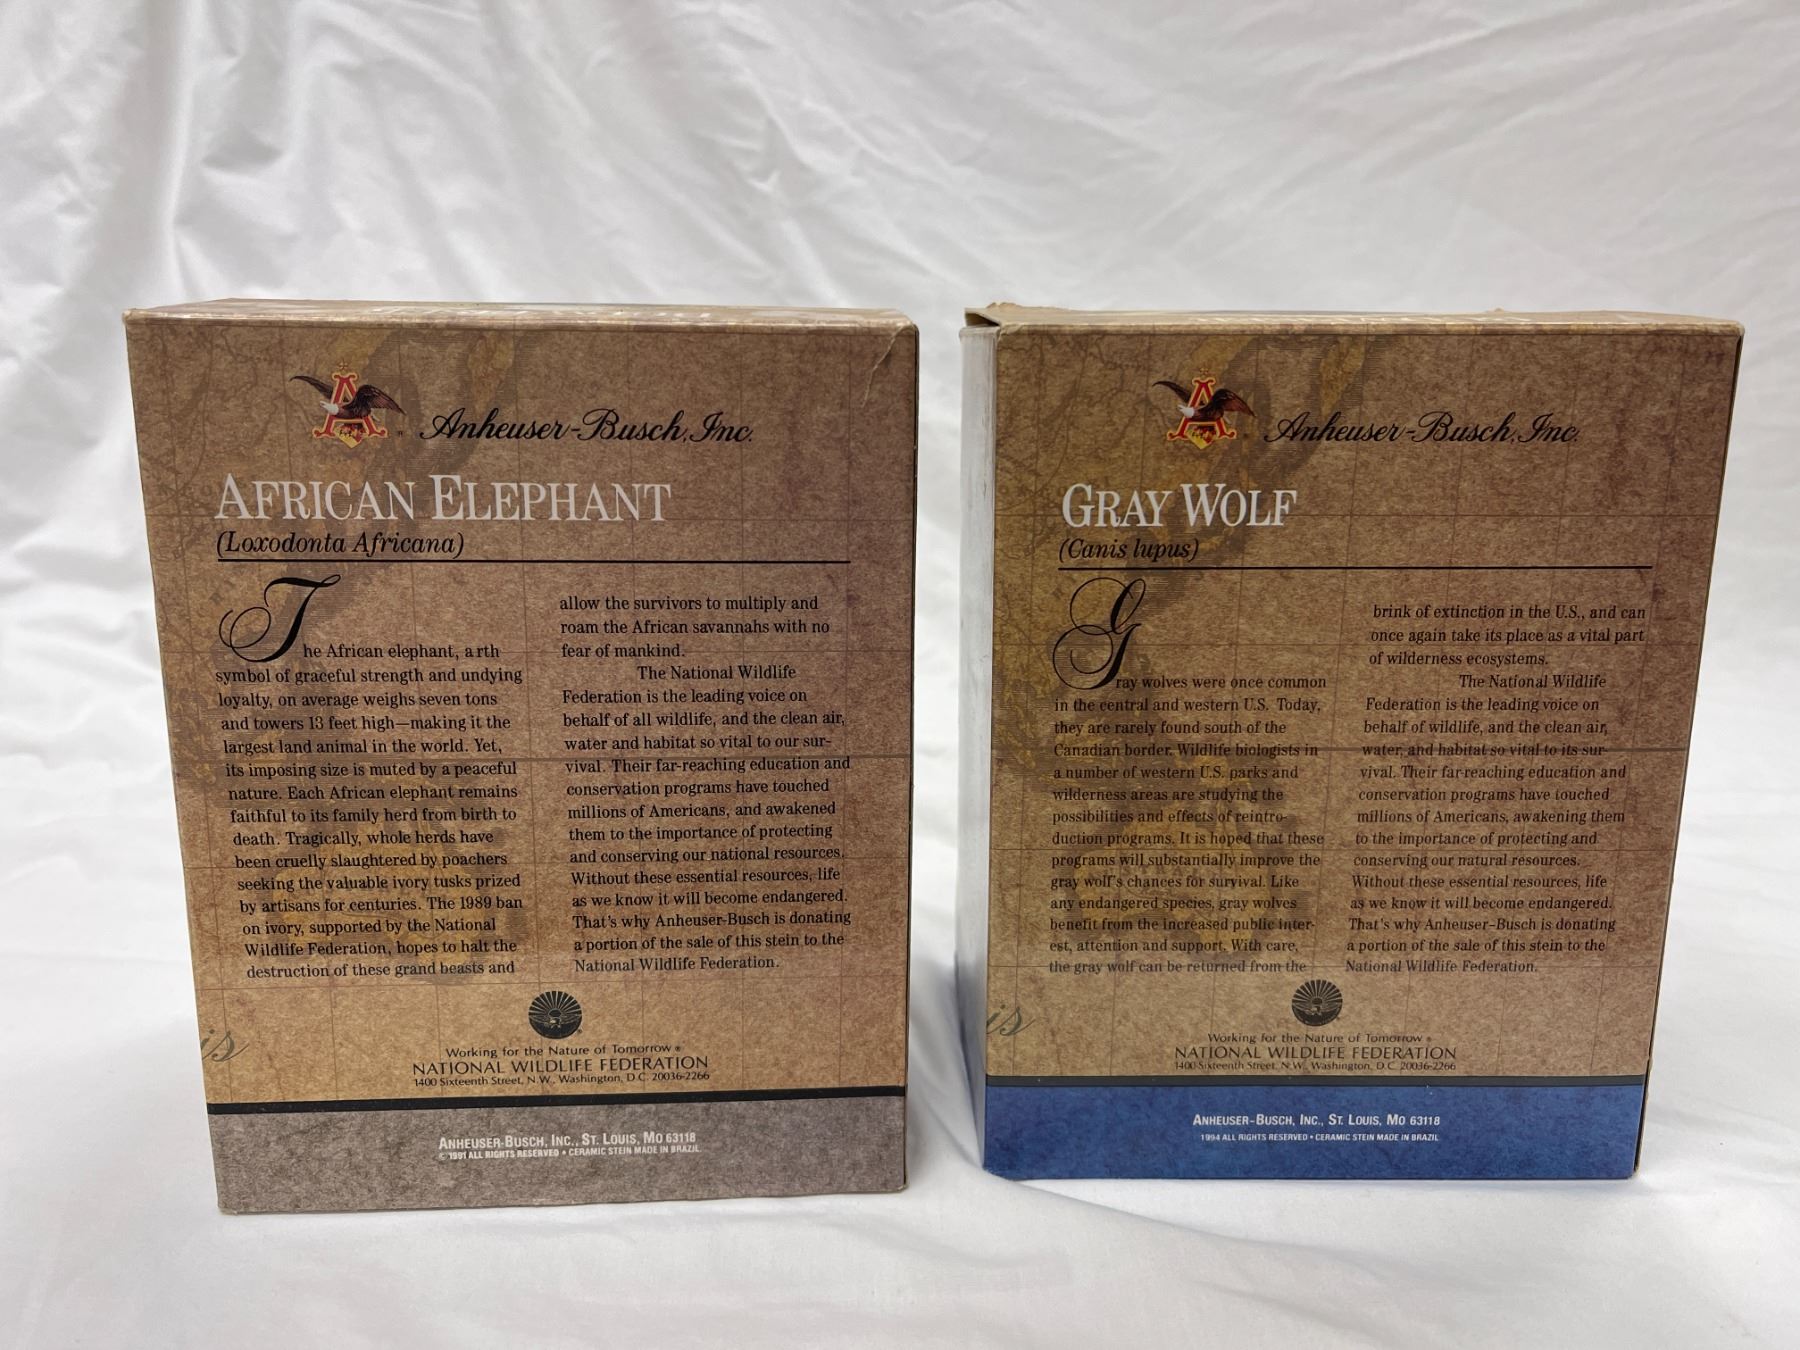 Anheuser-Busch, Inc.
AFRICAN ELEPHANT
(Loxodonta Africana)
The African elephant, a rth
symbol of graceful strength and undying
loyalty, on average weighs seven tons
and towers 13 feet high—making it the
largest land animal in the world. Yet,
its imposing size is muted by a peaceful
nature. Each African elephant remains
faithful to its family herd from birth to
death. Tragically, whole herds have
been cruelly slaughtered by poachers
seeking the valuable ivory tusks prized
by artisans for centuries. The 1989 ban
on ivory, supported by the National
Wildlife Federation, hopes to halt the
destruction of these grand beasts and
allow the survivors to multiply and
roam the African savannahs with no
fear of mankind.
The National Wildlife
Federation is the leading voice on
behalf of all wildlife, and the clean air,
water and habitat so vital to our sur-
vival. Their far-reaching education and
conservation programs have touched
millions of Americans, and awakened
them to the importance of protecting
and conserving our national resources.
Without these essential resources, life
as we know it will become endangered.
That's why Anheuser-Busch is donating
a portion of the sale of this stein to the
National Wildlife Federation.
is
Working for the Nature of Tomorrow ®
NATIONAL WILDLIFE FEDERATION
1400 Sixteenth Street, N.W., Washington, D.C. 20036-2266
ANHEUSER-BUSCH, INC., ST. LOUIS, MO 63118
© 1991 ALL RIGHTS RESERVED • CERAMIC STEIN MADE IN BRAZIL
Anheuser-Busch, Inc.
GRAY WOLF
(Canis lupus)
Gray wolves were once common
in the central and western U.S. Today,
they are rarely found south of the
Canadian border. Wildlife biologists in
a number of western U.S. parks and
wilderness areas are studying the
possibilities and effects of reintro-
duction programs. It is hoped that these
programs will substantially improve the
gray wolf's chances for survival. Like
any endangered species, gray wolves
benefit from the increased public inter-
est, attention and support. With care,
the gray wolf can be returned from the
brink of extinction in the U.S., and can
once again take its place as a vital part
of wilderness ecosystems.
The National Wildlife
Federation is the leading voice on
behalf of wildlife, and the clean air,
water, and habitat so vital to its sur-
vival. Their far-reaching education and
conservation programs have touched
millions of Americans, awakening them
to the importance of protecting and
conserving our natural resources.
Without these essential resources, life
as we know it will become endangered.
That's why Anheuser-Busch is donating
a portion of the sale of this stein to the
National Wildlife Federation.
is
Working for the Nature of Tomorrow ®
NATIONAL WILDLIFE FEDERATION
1400 Sixteenth Street, N.W., Washington, D.C. 20036-2266
ANHEUSER-BUSCH, INC., ST. LOUIS, MO 63118
1994 ALL RIGHTS RESERVED • CERAMIC STEIN MADE IN BRAZIL